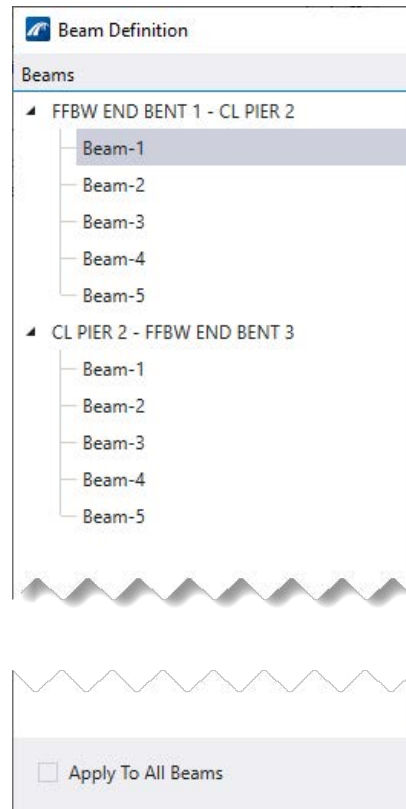 Beam Definition
Beams
FFBW END BENT 1 - CL PIER 2
Beam-1
Beam-2
Beam-3
Beam-4
Beam-5
CL PIER 2 - FFBW END BENT 3
Beam-1
Beam-2
Beam-3
Beam-4
Beam-5
Apply To All Beams